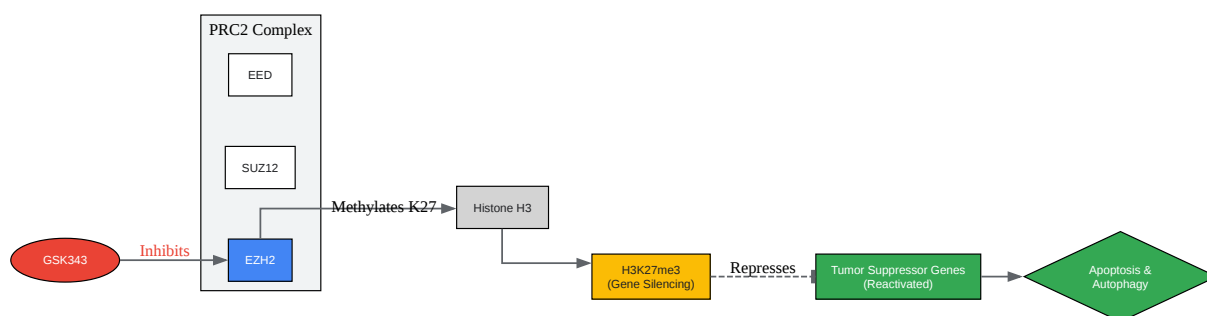 PRC2 Complex
EED
SUZ12
Methylates K27
Histone H3
GSK343
Inhibits
EZH2
H3K27me3
(Gene Silencing)
Represses
Tumor Suppressor Genes
(Reactivated)
Apoptosis &
Autophagy